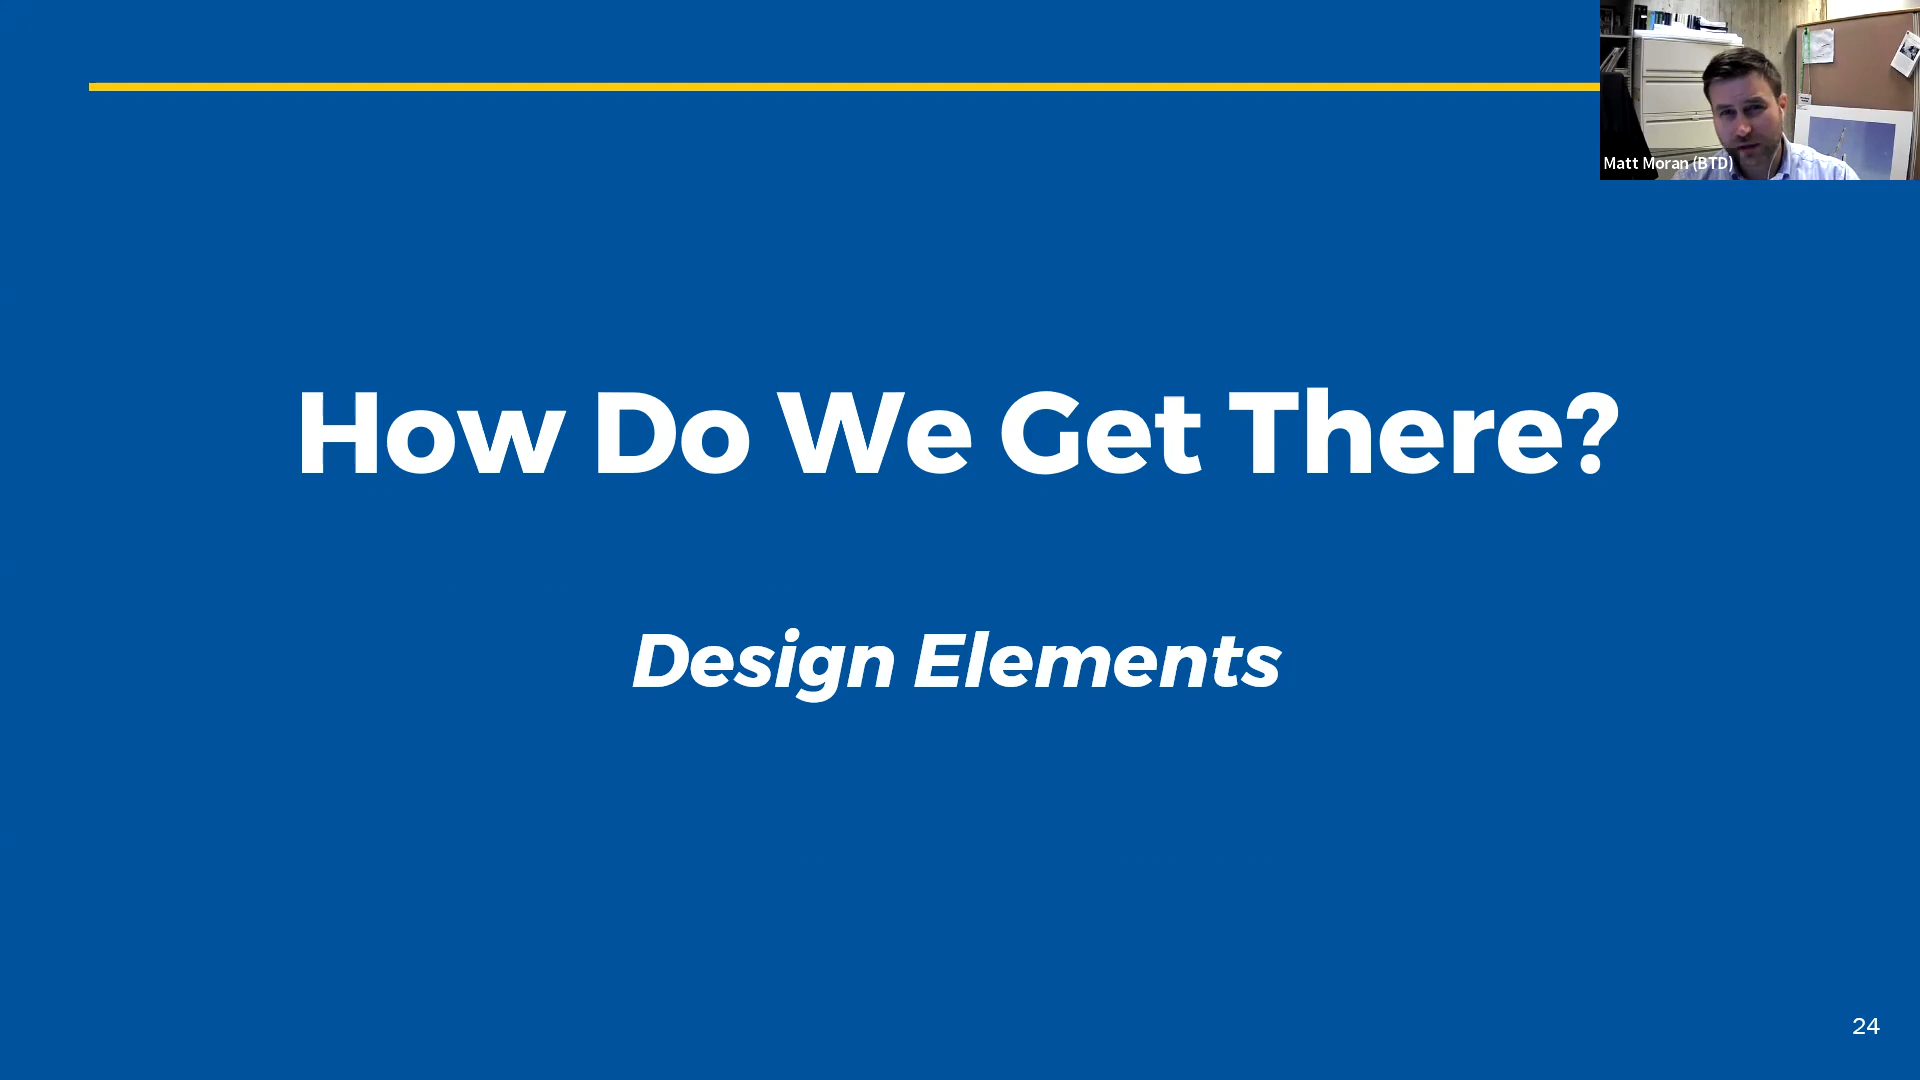 Matt Moran (BTD)
How Do We Get There?
Design Elements
24